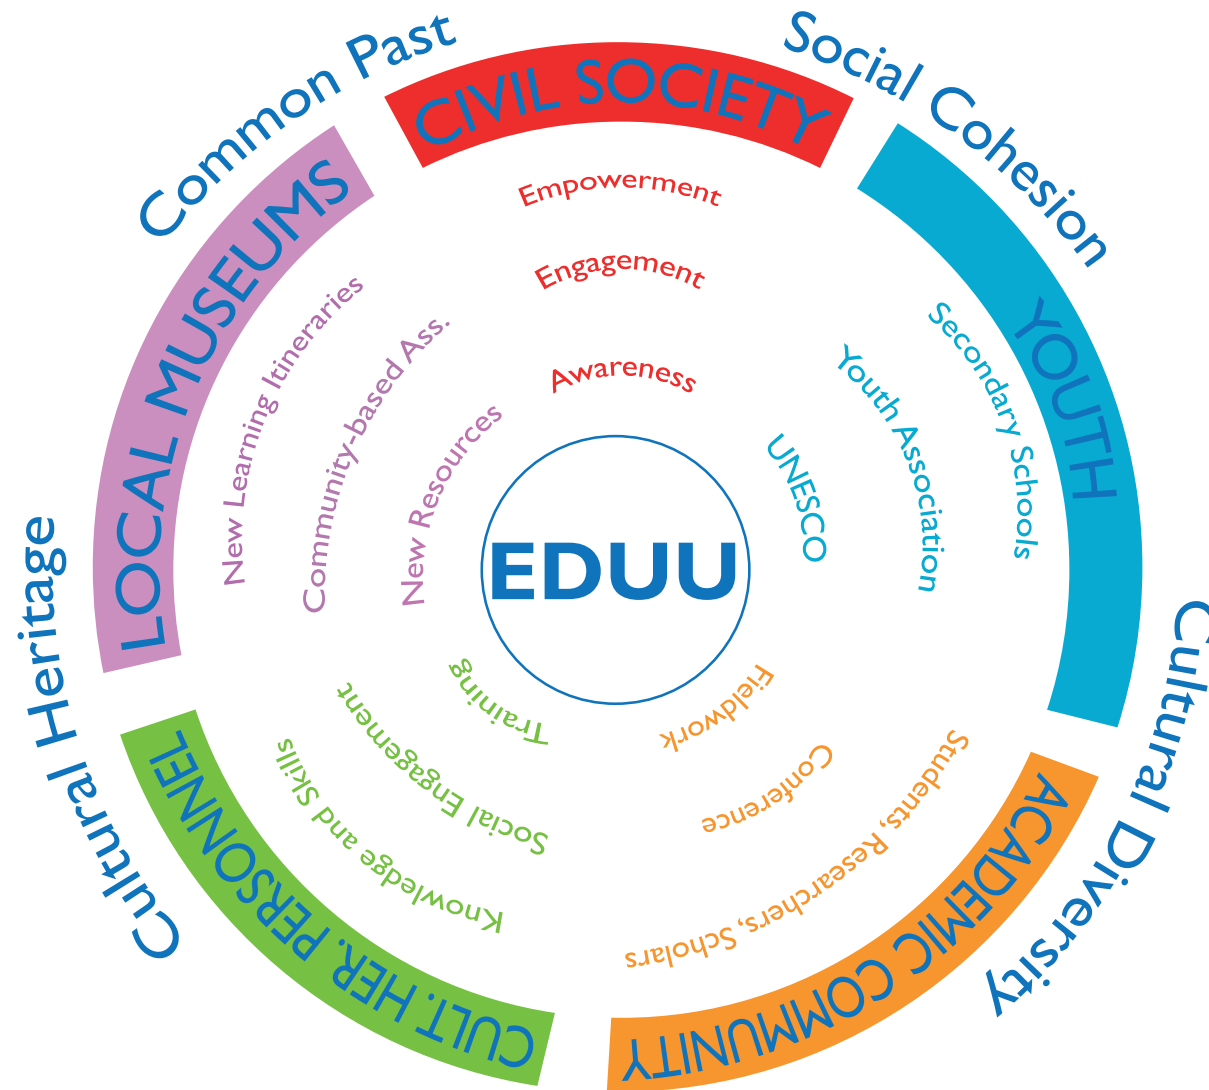 Common Past
Social Cohesion
Cultural Diversity
Cultural Heritage
CIVIL SOCIETY
Empowerment
Engagement
Awareness
YOUTH
Secondary Schools
Youth Association
UNESCO
ACADEMIC COMMUNITY
Students, Researchers, Scholars
Conference
Fieldwork
CULT. HER. PERSONNEL
Knowledge and Skills
Social Engagement
Training
LOCAL MUSEUMS
New Learning Itineraries
Community-based Ass.
New Resources
EDUU